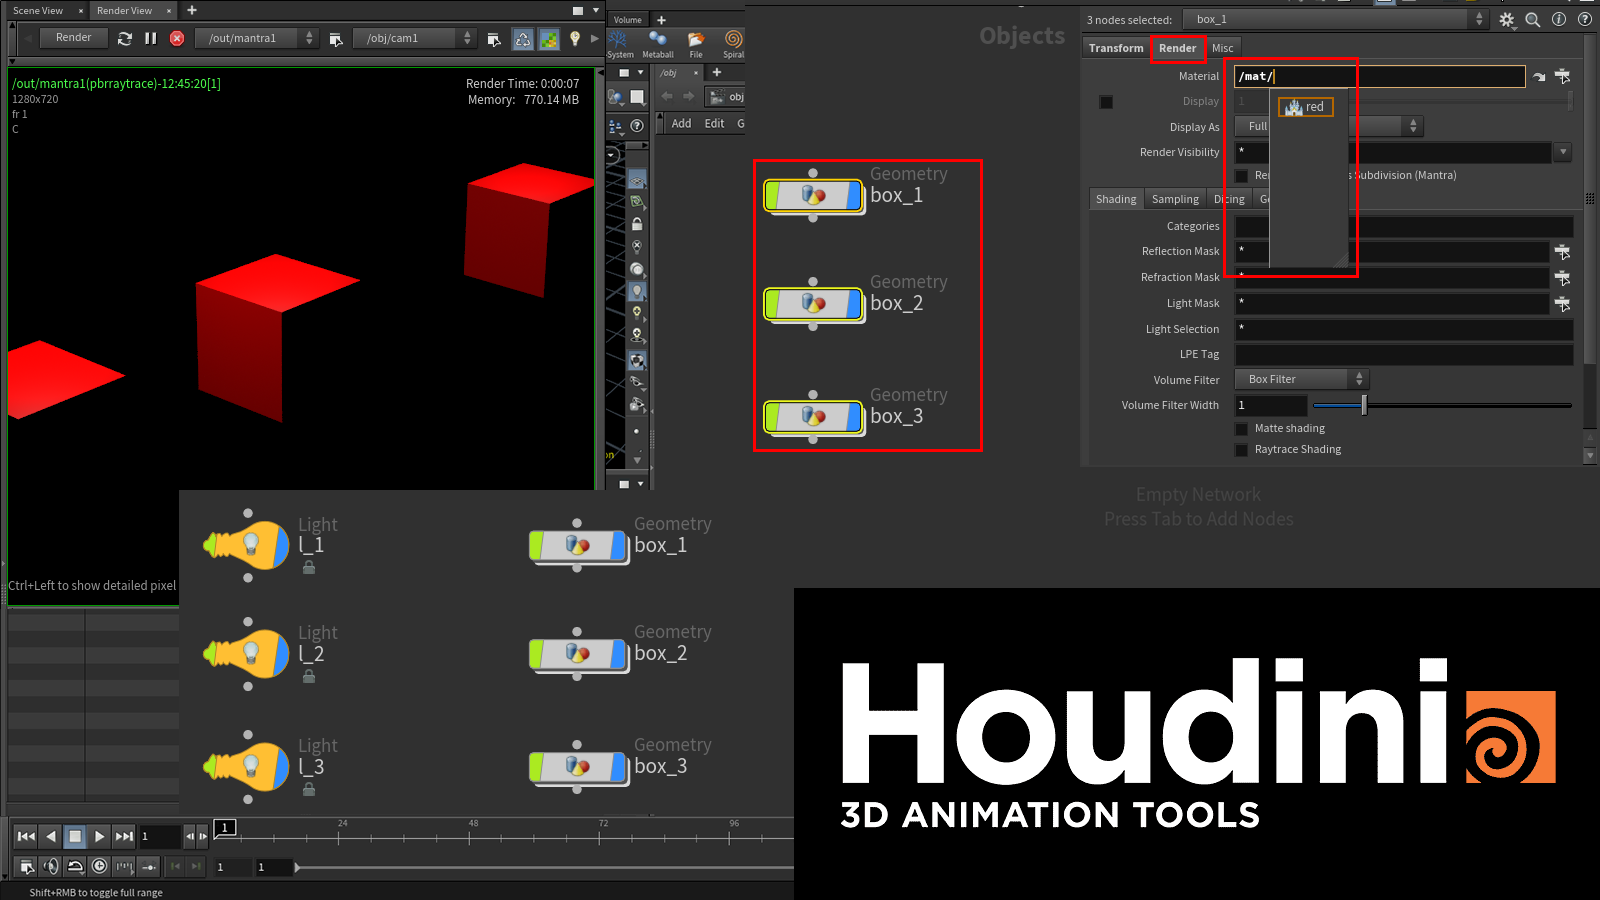 Scene View × Render View × +
Render /out/mantra1 /obj/cam1
/out/mantra1(pbrraytrace)-12:45:20[1]
1280x720
fr 1
C
Render Time: 0:00:07
Memory: 770.14 MB
Ctrl+Left to show detailed pixel
Volume +
System Metaball File Spiral
/obj × +
obj
Add Edit G
on
Objects
Geometry
box_1
Geometry
box_2
Geometry
box_3
3 nodes selected: box_1
Transform Render Misc
Material /mat/
red
Display 1
Display As Full
Render Visibility *
Re s Subdivision (Mantra)
Shading Sampling Dicing Ge
Categories
Reflection Mask *
Refraction Mask *
Light Mask *
Light Selection *
LPE Tag
Volume Filter Box Filter
Volume Filter Width 1
Matte shading
Raytrace Shading
Empty Network
Press Tab to Add Nodes
Light
l_1
Geometry
box_1
Light
l_2
Geometry
box_2
Light
l_3
Geometry
box_3
1 1 24 48 72 96
1 1
Shift+RMB to toggle full range
Houdini
3D ANIMATION TOOLS